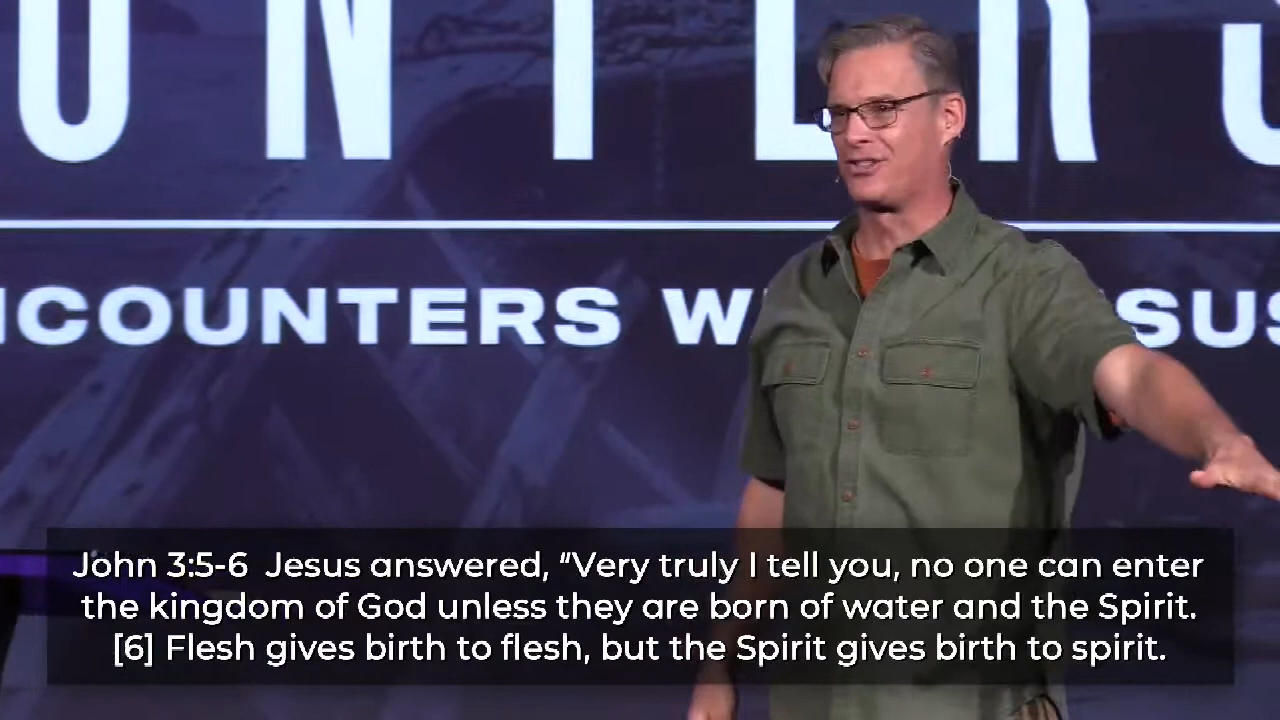 UNTERS
NCOUNTERS W SUS
John 3:5-6 Jesus answered, “Very truly I tell you, no one can enter
the kingdom of God unless they are born of water and the Spirit.
[6] Flesh gives birth to flesh, but the Spirit gives birth to spirit.